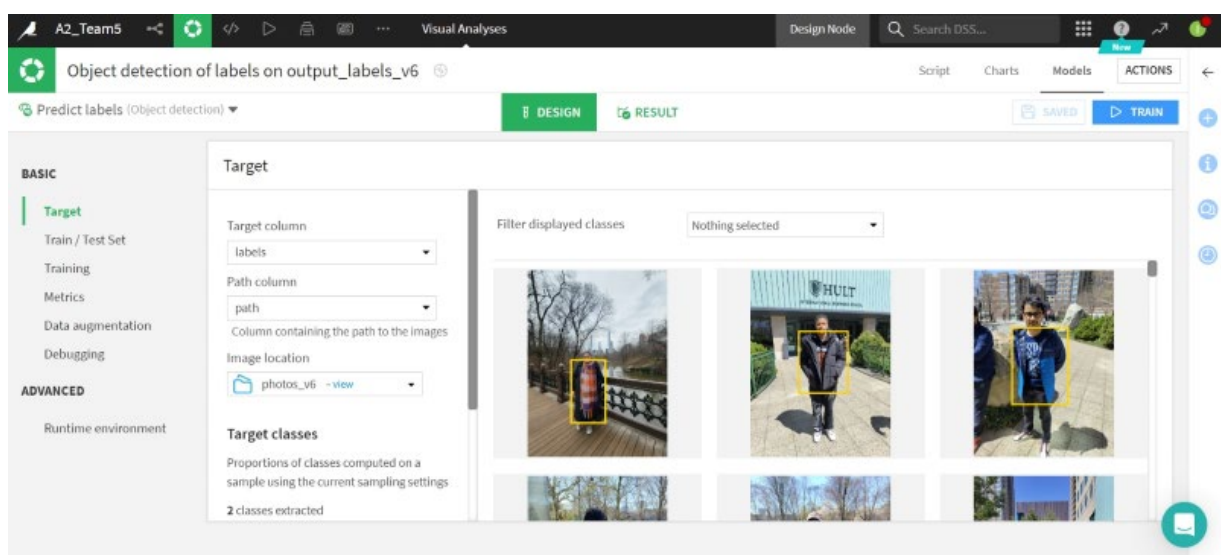 A2_Team5
Visual Analyses
Design Node
Search DSS...
New
Object detection of labels on output_labels_v6
Script
Charts
Models
ACTIONS
Predict labels (Object detection)
DESIGN
RESULT
SAVED
TRAIN
BASIC
Target
Train / Test Set
Training
Metrics
Data augmentation
Debugging
ADVANCED
Runtime environment
Target
Target column
labels
Path column
path
Column containing the path to the images
Image location
photos_v6 - view
Target classes
Proportions of classes computed on a
sample using the current sampling settings
2 classes extracted
Filter displayed classes
Nothing selected
HULT